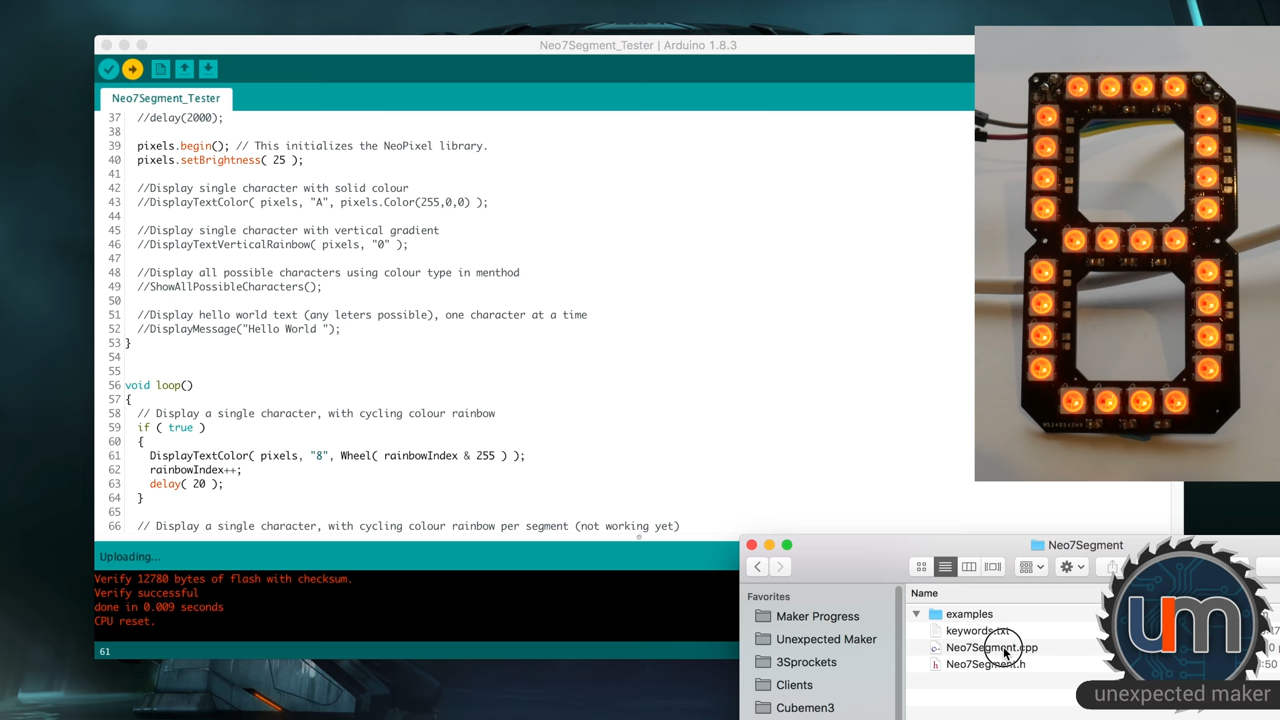 Neo7Segment_Tester | Arduino 1.8.3
Neo7Segment_Tester
37 //delay(2000);
38
39 pixels.begin(); // This initializes the NeoPixel library.
40 pixels.setBrightness( 25 );
41
42 //Display single character with solid colour
43 //DisplayTextColor( pixels, "A", pixels.Color(255,0,0) );
44
45 //Display single character with vertical gradient
46 //DisplayTextVerticalRainbow( pixels, "0" );
47
48 //Display all possible characters using colour type in menthod
49 //ShowAllPossibleCharacters();
50
51 //Display hello world text (any leters possible), one character at a time
52 //DisplayMessage("Hello World ");
53 }
54
55
56 void loop()
57 {
58 // Display a single character, with cycling colour rainbow
59 if ( true )
60 {
61 DisplayTextColor( pixels, "8", Wheel( rainbowIndex & 255 ) );
62 rainbowIndex++;
63 delay( 20 );
64 }
65
66 // Display a single character, with cycling colour rainbow per segment (not working yet)
Uploading...
Verify 12780 bytes of flash with checksum.
Verify successful
done in 0.009 seconds
CPU reset.
61
Neo7Segment
Favorites
Maker Progress
Unexpected Maker
3Sprockets
Clients
Cubemen3
Name
examples
keywords.txt
Neo7Segment.cpp
Neo7Segment.h
um
unexpected maker